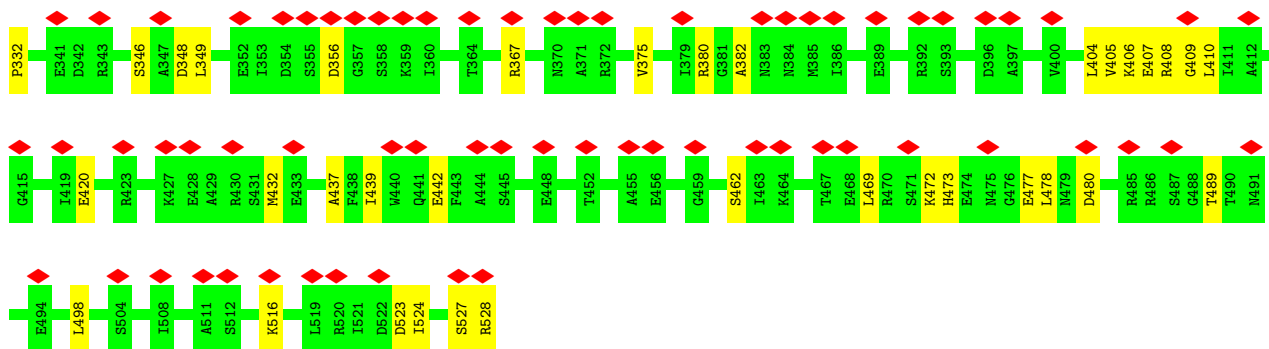 P332 E341 D342 R343 S346 A347 D348 L349 E352 I353 D354 S355 D356 G357 S358 K359 I360 T364 R367 N370 A371 R372 V375 I379 R380 G381 A382 N383 N384 M385 I386 E389 R392 S393 D396 A397 V400 L404 V405 K406 E407 R408 G409 L410 I411 A412
G415 I419 E420 R423 K427 E428 A429 R430 S431 M432 E433 A437 F438 I439 W440 Q441 E442 F443 A444 S445 E448 T452 A455 E456 G459 S462 I463 K464 T467 E468 L469 R470 S471 K472 H473 E474 N475 G476 E477 L478 N479 D480 R485 R486 S487 G488 T489 T490 N491
E494 L498 S504 I508 A511 S512 K516 L519 R520 I521 D522 D523 I524 S527 R528